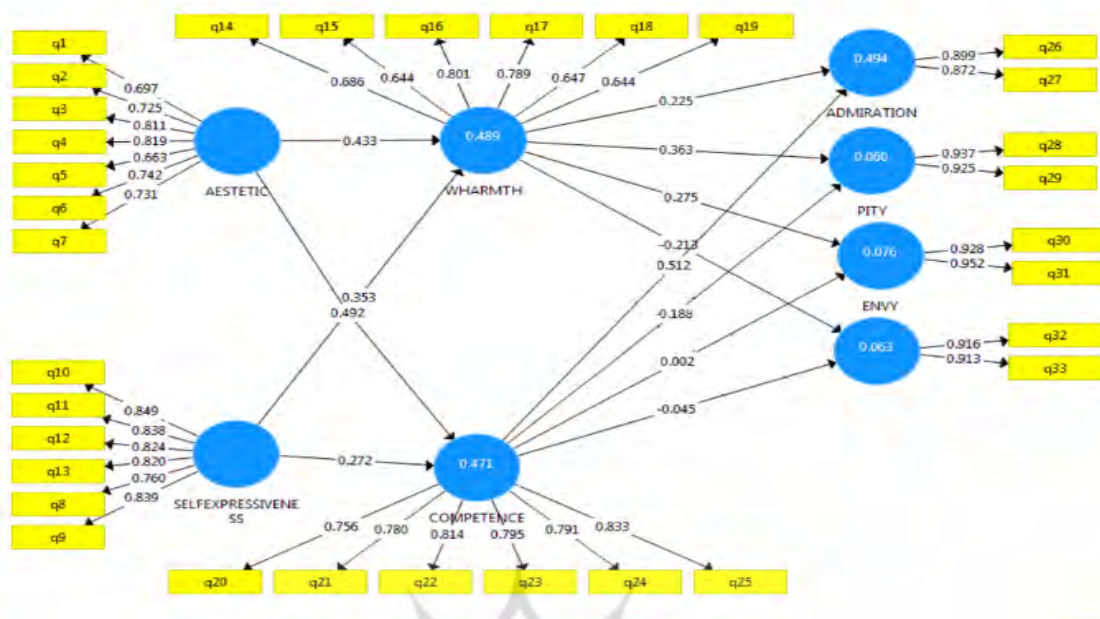 q14
q15
q16
q17
q18
q19
q1
q2
q3
q4
q5
q6
q7
0.697
0.725
0.811
0.819
0.663
0.742
0.731
AESTETIC
0.686
0.644
0.801
0.789
0.647
0.644
0.489
WHARMTH
0.433
0.353
0.492
0.272
q10
q11
q12
q13
q8
q9
0.849
0.838
0.824
0.820
0.760
0.839
SELFEXPRESSIVENE
SS
0.471
COMPETENCE
0.756
0.780
0.814
0.795
0.791
0.833
q20
q21
q22
q23
q24
q25
0.225
0.363
0.275
-0.213
0.512
-0.188
0.002
-0.045
0.494
ADMIRATION
0.899
0.872
q26
q27
0.060
PITY
0.937
0.925
q28
q29
0.076
ENVY
0.928
0.952
q30
q31
0.063
0.916
0.913
q32
q33